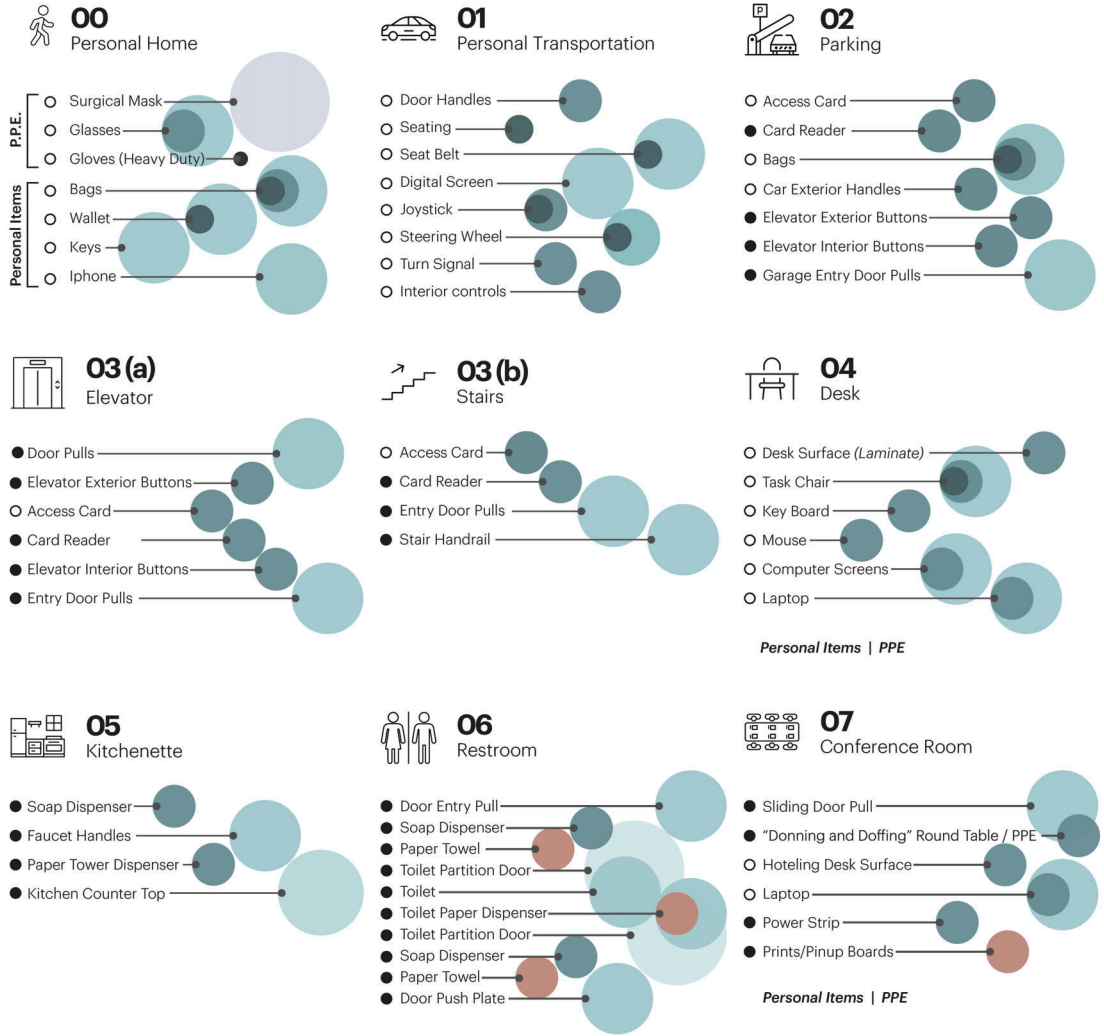 00
Personal Home
P.P.E.
Surgical Mask
Glasses
Gloves (Heavy Duty)
Personal Items
Bags
Wallet
Keys
Iphone
01
Personal Transportation
Door Handles
Seating
Seat Belt
Digital Screen
Joystick
Steering Wheel
Turn Signal
Interior controls
P
02
Parking
Access Card
Card Reader
Bags
Car Exterior Handles
Elevator Exterior Buttons
Elevator Interior Buttons
Garage Entry Door Pulls
03 (a)
Elevator
Door Pulls
Elevator Exterior Buttons
Access Card
Card Reader
Elevator Interior Buttons
Entry Door Pulls
03 (b)
Stairs
Access Card
Card Reader
Entry Door Pulls
Stair Handrail
04
Desk
Desk Surface (Laminate)
Task Chair
Key Board
Mouse
Computer Screens
Laptop
Personal Items | PPE
05
Kitchenette
Soap Dispenser
Faucet Handles
Paper Tower Dispenser
Kitchen Counter Top
06
Restroom
Door Entry Pull
Soap Dispenser
Paper Towel
Toilet Partition Door
Toilet
Toilet Paper Dispenser
Toilet Partition Door
Soap Dispenser
Paper Towel
Door Push Plate
07
Conference Room
Sliding Door Pull
“Donning and Doffing” Round Table / PPE
Hoteling Desk Surface
Laptop
Power Strip
Prints/Pinup Boards
Personal Items | PPE